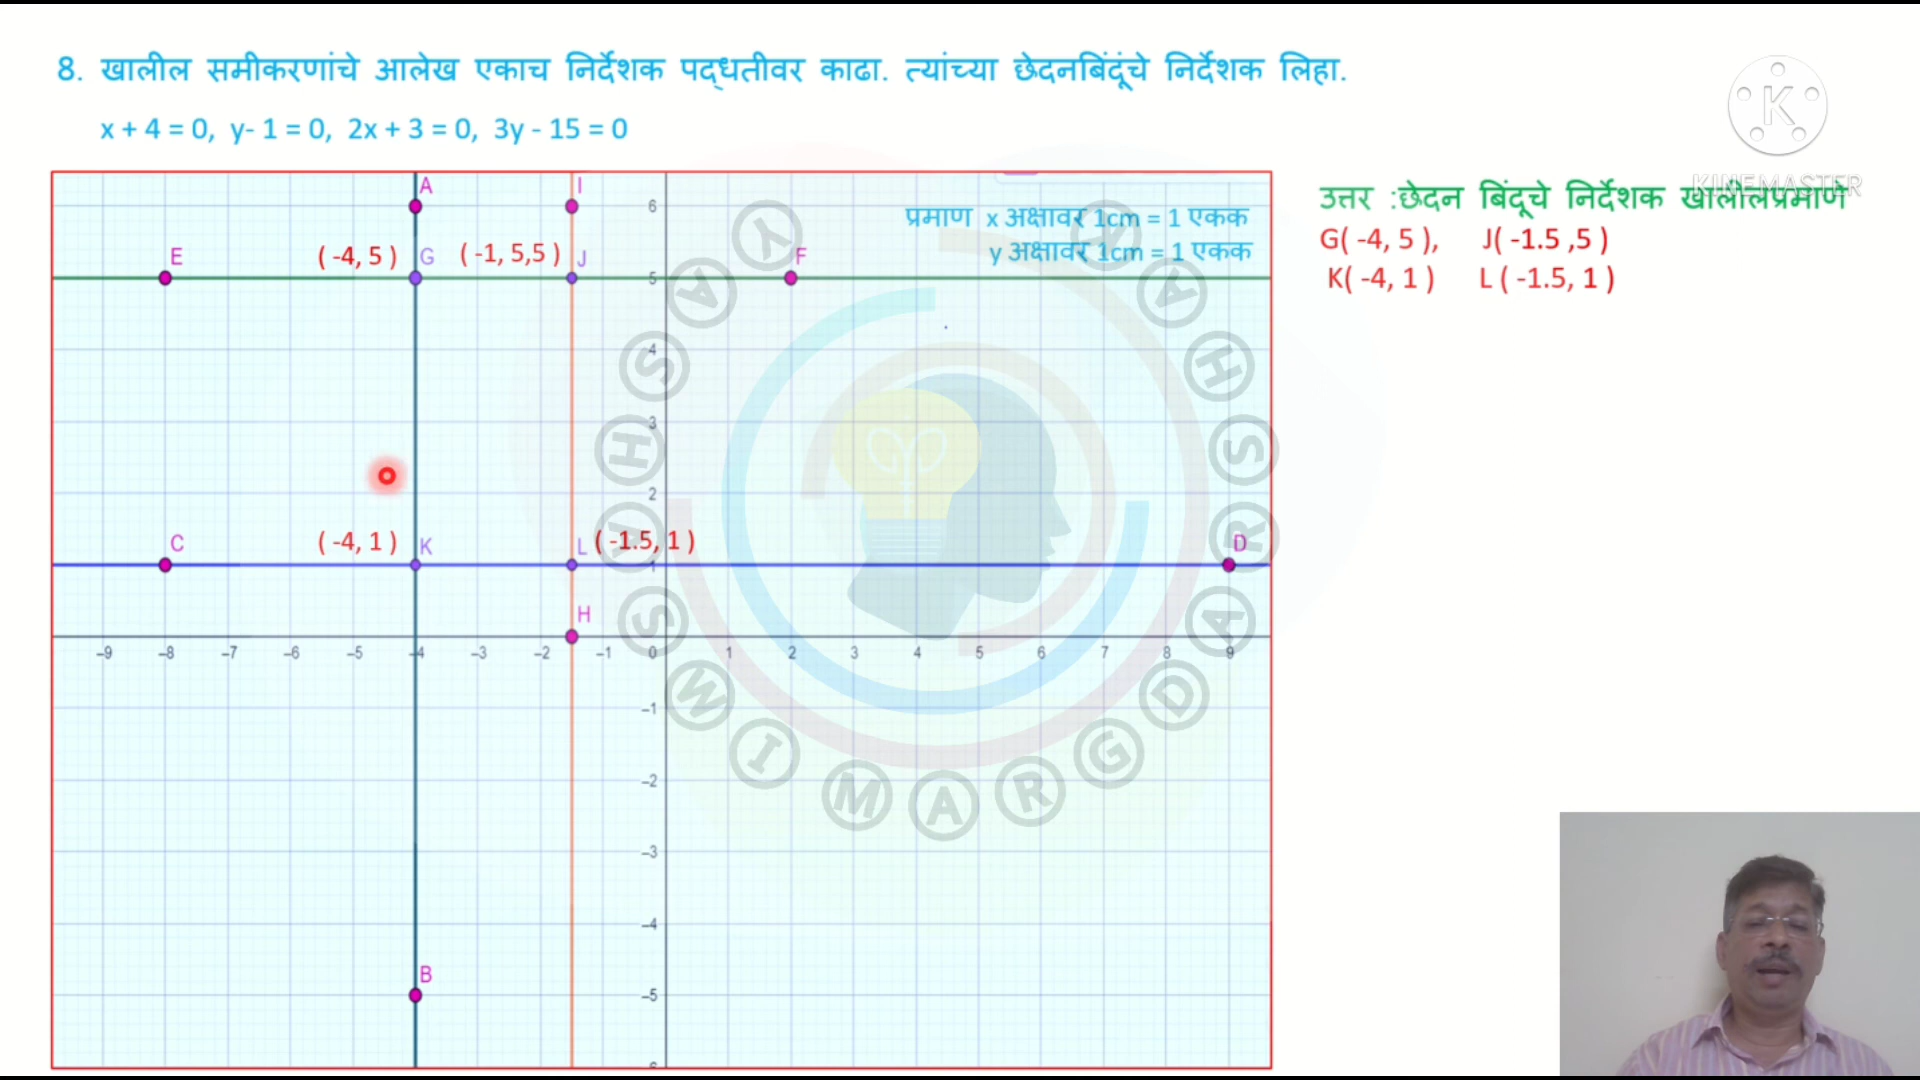 8. खालील समीकरणांचे आलेख एकाच निर्देशक पद्धतीवर काढा. त्यांच्या छेदनबिंदूंचे निर्देशक लिहा.
x + 4 = 0, y- 1 = 0, 2x + 3 = 0, 3y - 15 = 0
K
KINEMASTER
उत्तर :छेदन बिंदूचे निर्देशक खालीलप्रमाणे
G( -4, 5 ), J( -1.5 ,5 )
K( -4, 1 ) L ( -1.5, 1 )
A I
6
प्रमाण x अक्षावर 1cm = 1 एकक
y अक्षावर 1cm = 1 एकक
E ( -4, 5 ) G ( -1, 5,5 ) J F
5
4
3
2
C ( -4, 1 ) K L ( -1.5, 1 ) D
1
H
-9 -8 -7 -6 -5 -4 -3 -2 -1 0 1 2 3 4 5 6 7 8 9
-1
-2
-3
-4
B
-5
YASHASWI MARGDARSHAK